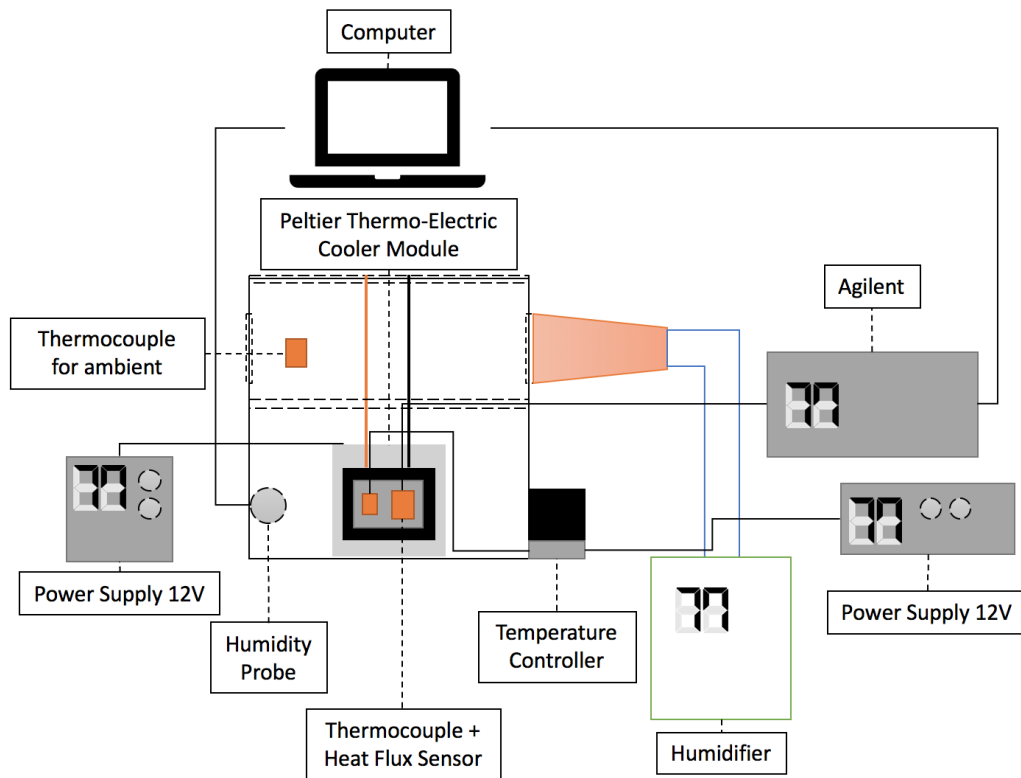 Computer
Peltier Thermo-Electric
Cooler Module
Agilent
Thermocouple
for ambient
Power Supply 12V
Power Supply 12V
Humidity
Probe
Temperature
Controller
Thermocouple +
Heat Flux Sensor
Humidifier